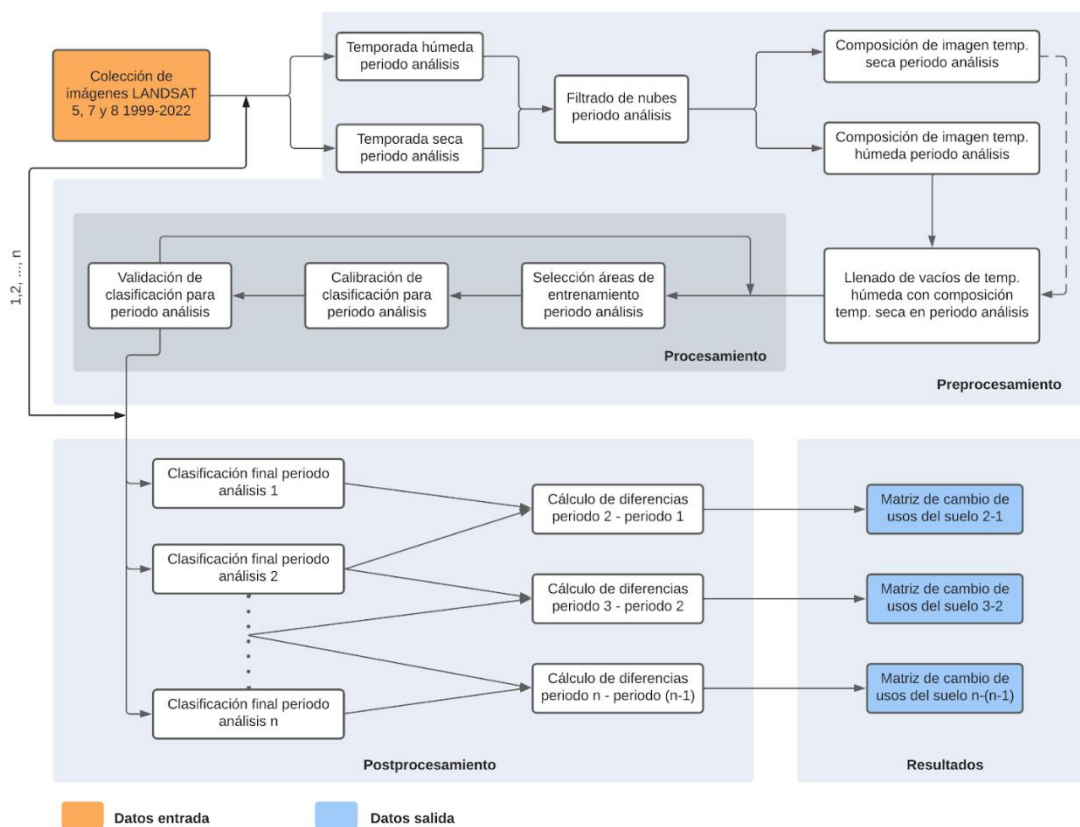 Colección de
imágenes LANDSAT
5, 7 y 8 1999-2022
Temporada húmeda
periodo análisis
Temporada seca
periodo análisis
Filtrado de nubes
periodo análisis
Composición de imagen temp.
seca periodo análisis
Composición de imagen temp.
húmeda periodo análisis
Llenado de vacíos de temp.
húmeda con composición
temp. seca en periodo análisis
Selección áreas de
entrenamiento
periodo análisis
Calibración de
clasificación para
periodo análisis
Validación de
clasificación para
periodo análisis
Procesamiento
Preprocesamiento
1,2, ..., n
Clasificación final periodo
análisis 1
Clasificación final periodo
análisis 2
Clasificación final periodo
análisis n
Cálculo de diferencias
periodo 2 - periodo 1
Cálculo de diferencias
periodo 3 - periodo 2
Cálculo de diferencias
periodo n - periodo (n-1)
Postprocesamiento
Matriz de cambio de
usos del suelo 2-1
Matriz de cambio de
usos del suelo 3-2
Matriz de cambio de
usos del suelo n-(n-1)
Resultados
Datos entrada
Datos salida